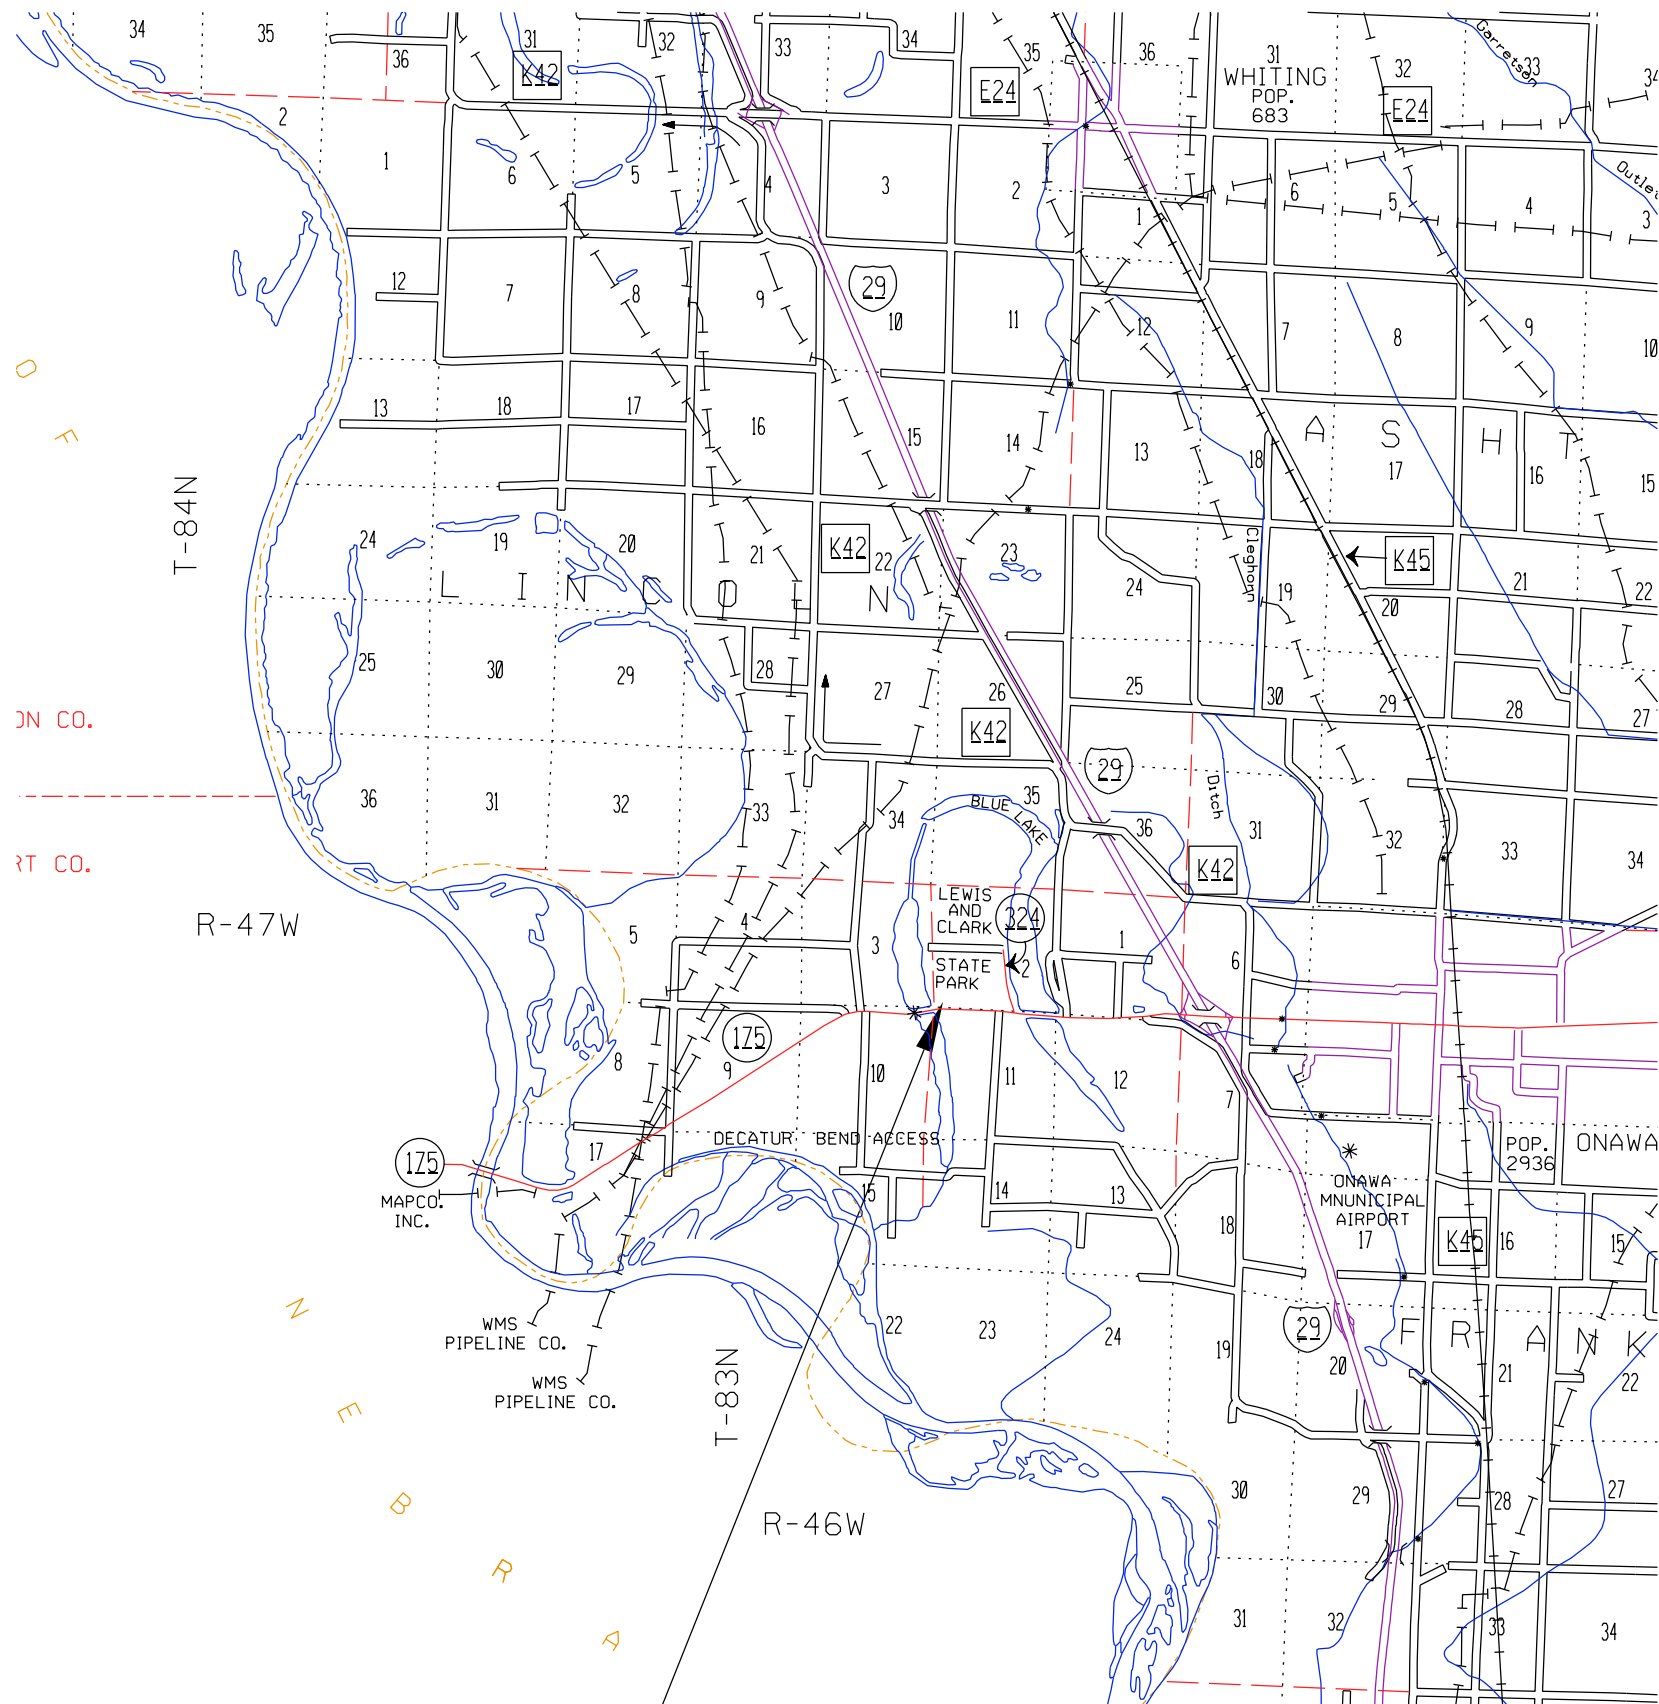 34
35
36
31
K42
32
33
34
E24
35
36
31
WHITING
POP.
683
32
E24
33
34
Garretson
Outlet
2
1
6
5
4
3
2
1
6
5
4
3
12
7
8
9
29
10
11
12
7
8
9
10
O
F
13
18
17
16
15
14
13
18
A S H T
17
16
15
T-84N
24
19
20
21
K42
22
23
24
Cleghorn
19
K45
20
21
22
L I N C O L N
25
30
29
28
27
26
25
30
29
28
27
K42
ON CO.
29
Ditch
36
31
32
33
34
BLUE LAKE
35
36
31
32
33
34
RT CO.
K42
R-47W
LEWIS
AND
CLARK
324
STATE
PARK
5
4
3
2
1
6
175
8
9
10
11
12
7
DECATUR BEND ACCESS
17
175
MAPCO.
INC.
15
14
13
18
POP.
2936
ONAWA
ONAWA
MNUNICIPAL
AIRPORT
17
K45
16
15
WMS
PIPELINE CO.
WMS
PIPELINE CO.
22
23
24
19
29
20
F R A N K
21
22
T-83N
N
E
B
R
A
R-46W
30
29
28
27
31
32
33
34